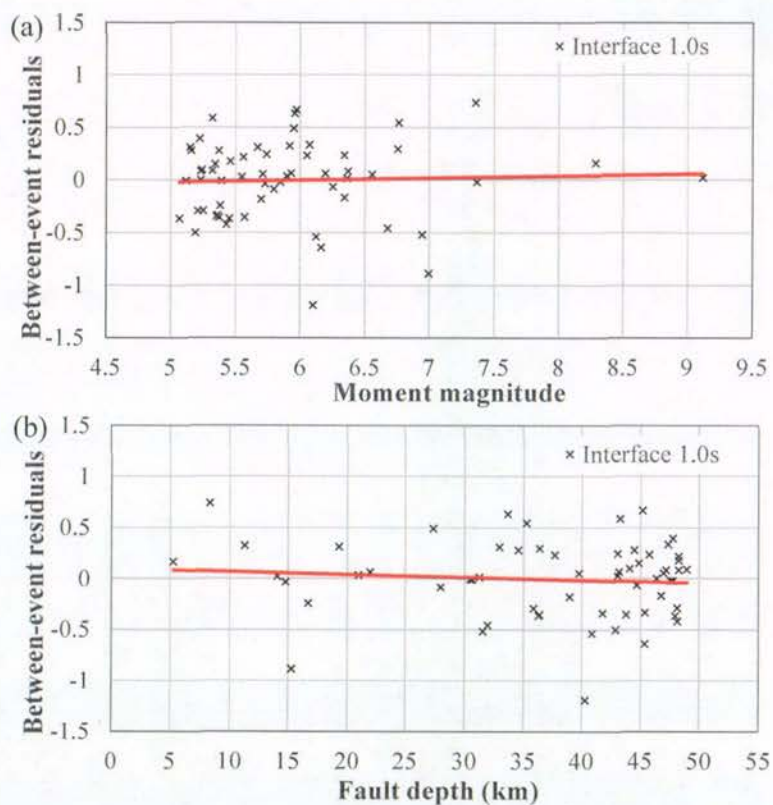 (a)
1.5
× Interface 1.0s
1
0.5
0
-0.5
-1
-1.5
Between-event residuals
4.5 5 5.5 6 6.5 7 7.5 8 8.5 9 9.5
Moment magnitude
(b)
1.5
× Interface 1.0s
1
0.5
0
-0.5
-1
-1.5
Between-event residuals
0 5 10 15 20 25 30 35 40 45 50 55
Fault depth (km)